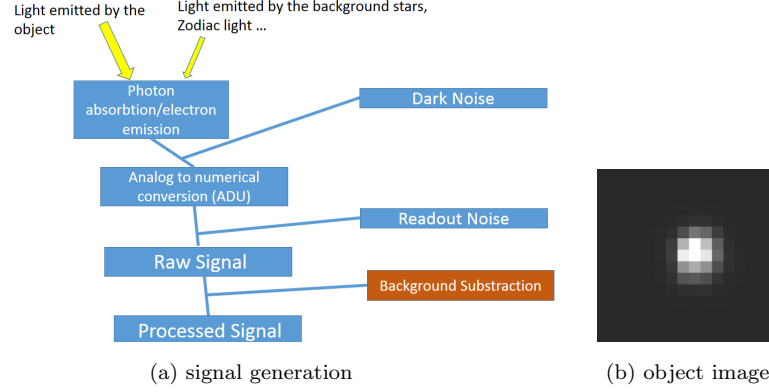 Light emitted by the
object
Light emitted by the background stars,
Zodiac light ...
Photon
absorbtion/electron
emission
Dark Noise
Analog to numerical
conversion (ADU)
Readout Noise
Raw Signal
Background Substraction
Processed Signal
(a) signal generation
(b) object image